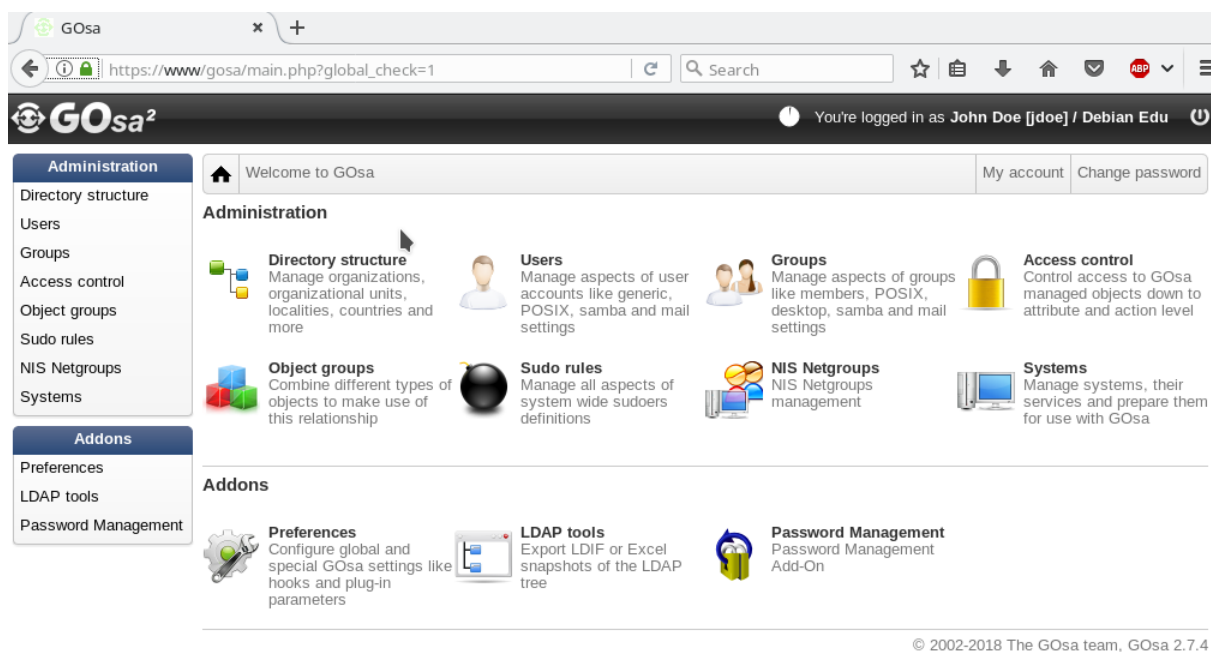 GOsa
https://www/gosa/main.php?global_check=1
Search
ABP
GOsa²
You're logged in as John Doe [jdoe] / Debian Edu
Administration
Directory structure
Users
Groups
Access control
Object groups
Sudo rules
NIS Netgroups
Systems
Addons
Preferences
LDAP tools
Password Management
Welcome to GOsa
My account
Change password
Administration
Directory structure
Manage organizations,
organizational units,
localities, countries and
more
Users
Manage aspects of user
accounts like generic,
POSIX, samba and mail
settings
Groups
Manage aspects of groups
like members, POSIX,
desktop, samba and mail
settings
Access control
Control access to GOsa
managed objects down to
attribute and action level
Object groups
Combine different types of
objects to make use of
this relationship
Sudo rules
Manage all aspects of
system wide sudoers
definitions
NIS Netgroups
NIS Netgroups
management
Systems
Manage systems, their
services and prepare them
for use with GOsa
Addons
Preferences
Configure global and
special GOsa settings like
hooks and plug-in
parameters
LDAP tools
Export LDIF or Excel
snapshots of the LDAP
tree
Password Management
Password Management
Add-On
© 2002-2018 The GOsa team, GOsa 2.7.4